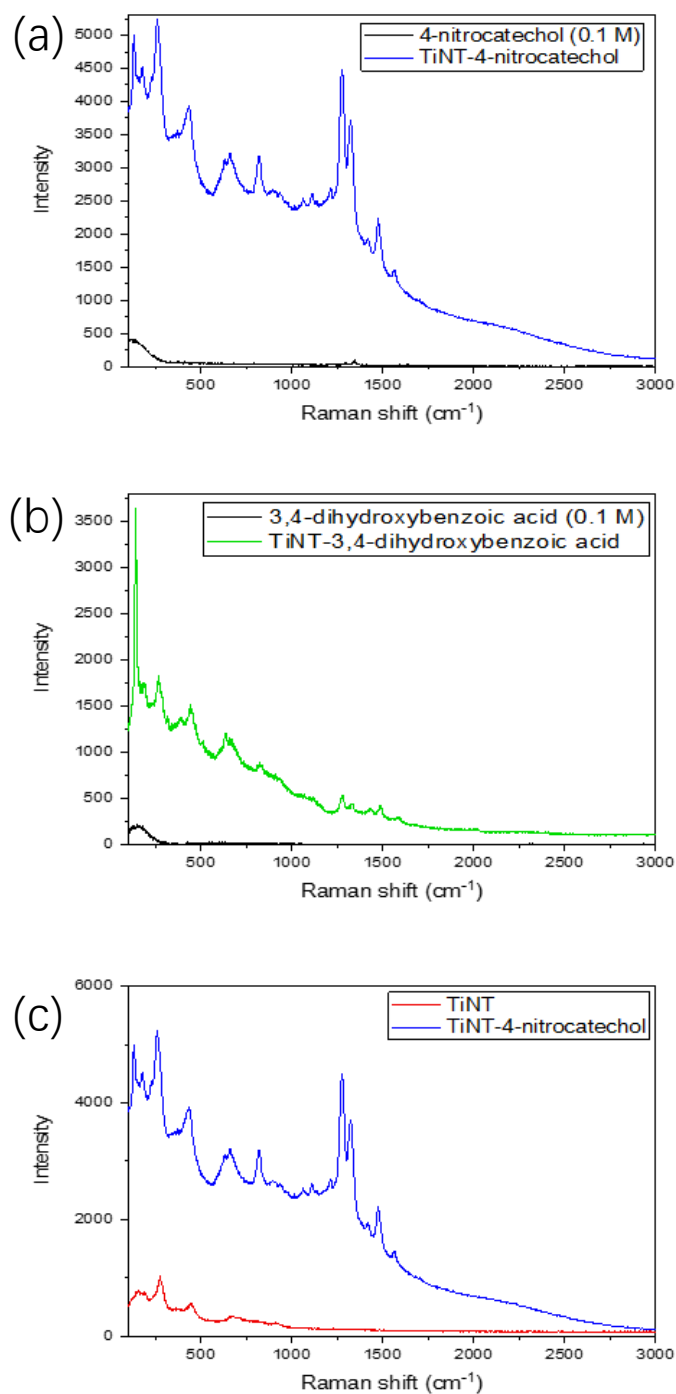 (a)
4-nitrocatechol (0.1 M)
TiNT-4-nitrocatechol
5000
4500
4000
3500
3000
2500
2000
1500
1000
500
0
Intensity
500 1000 1500 2000 2500 3000
Raman shift (cm⁻¹)
(b)
3,4-dihydroxybenzoic acid (0.1 M)
TiNT-3,4-dihydroxybenzoic acid
3500
3000
2500
2000
1500
1000
500
0
Intensity
500 1000 1500 2000 2500 3000
Raman shift (cm⁻¹)
(c)
TiNT
TiNT-4-nitrocatechol
6000
4000
2000
0
Intensity
500 1000 1500 2000 2500 3000
Raman shift (cm⁻¹)